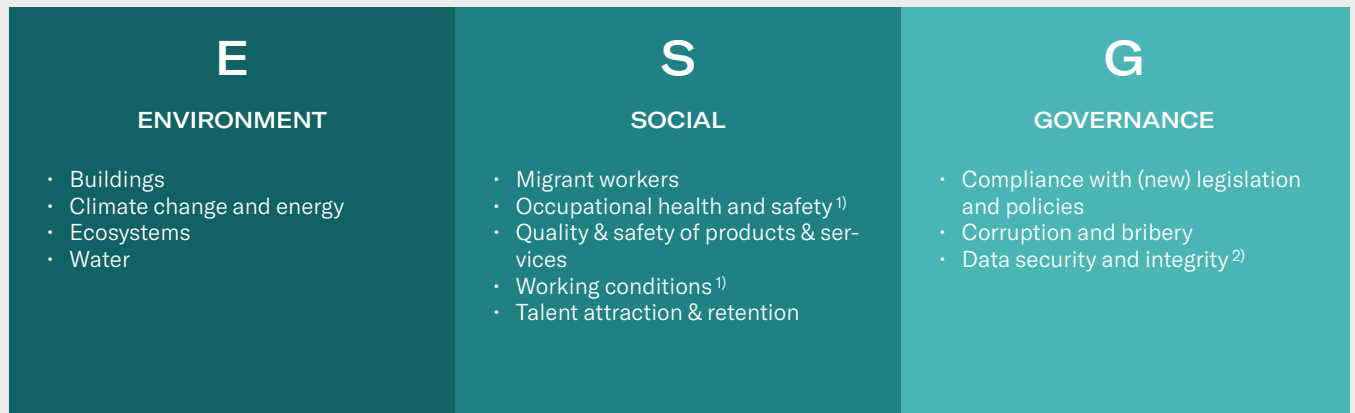 E
ENVIRONMENT
· Buildings
· Climate change and energy
· Ecosystems
· Water
S
SOCIAL
· Migrant workers
· Occupational health and safety 1)
· Quality & safety of products & ser-
vices
· Working conditions 1)
· Talent attraction & retention
G
GOVERNANCE
· Compliance with (new) legislation
and policies
· Corruption and bribery
· Data security and integrity 2)